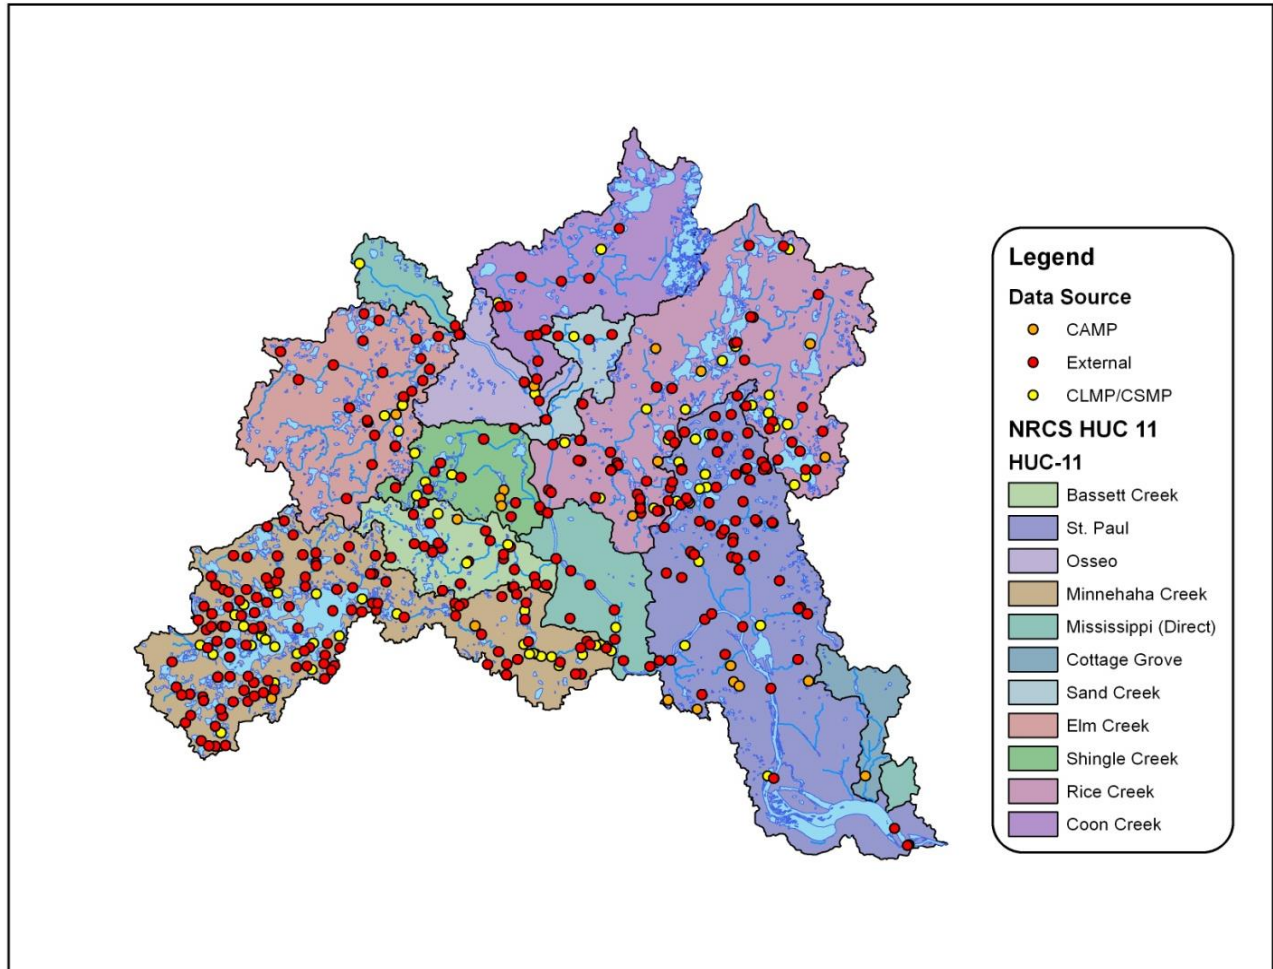 Legend
Data Source
CAMP
External
CLMP/CSMP
NRCS HUC 11
HUC-11
Bassett Creek
St. Paul
Osseo
Minnehaha Creek
Mississippi (Direct)
Cottage Grove
Sand Creek
Elm Creek
Shingle Creek
Rice Creek
Coon Creek